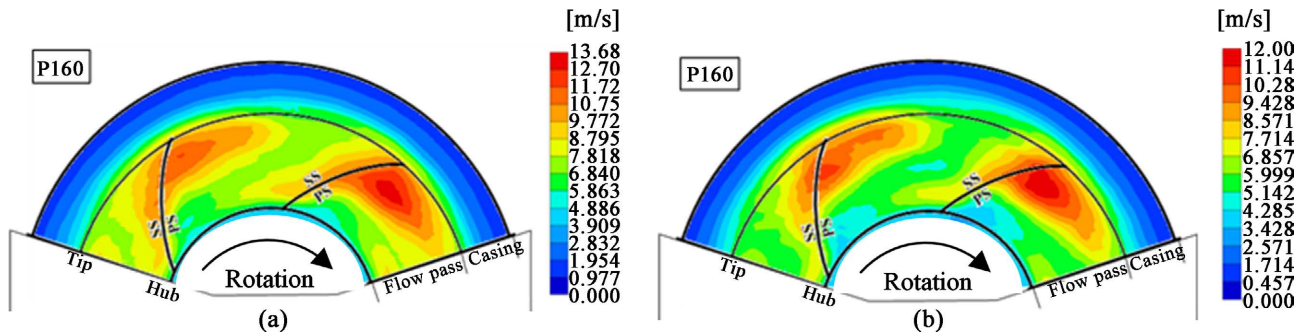 [m/s]
P160
13.68
12.70
11.72
10.75
9.772
8.795
7.818
6.840
5.863
4.886
3.909
2.932
1.954
0.977
0.000
SS
PS
SS
PS
Tip
Hub
Rotation
Flow pass
Casing
(a)
[m/s]
P160
12.00
11.14
10.28
9.428
8.571
7.714
6.857
5.999
5.142
4.285
3.428
2.571
1.714
0.457
0.000
SS
PS
SS
PS
Tip
Hub
Rotation
Flow pass
Casing
(b)